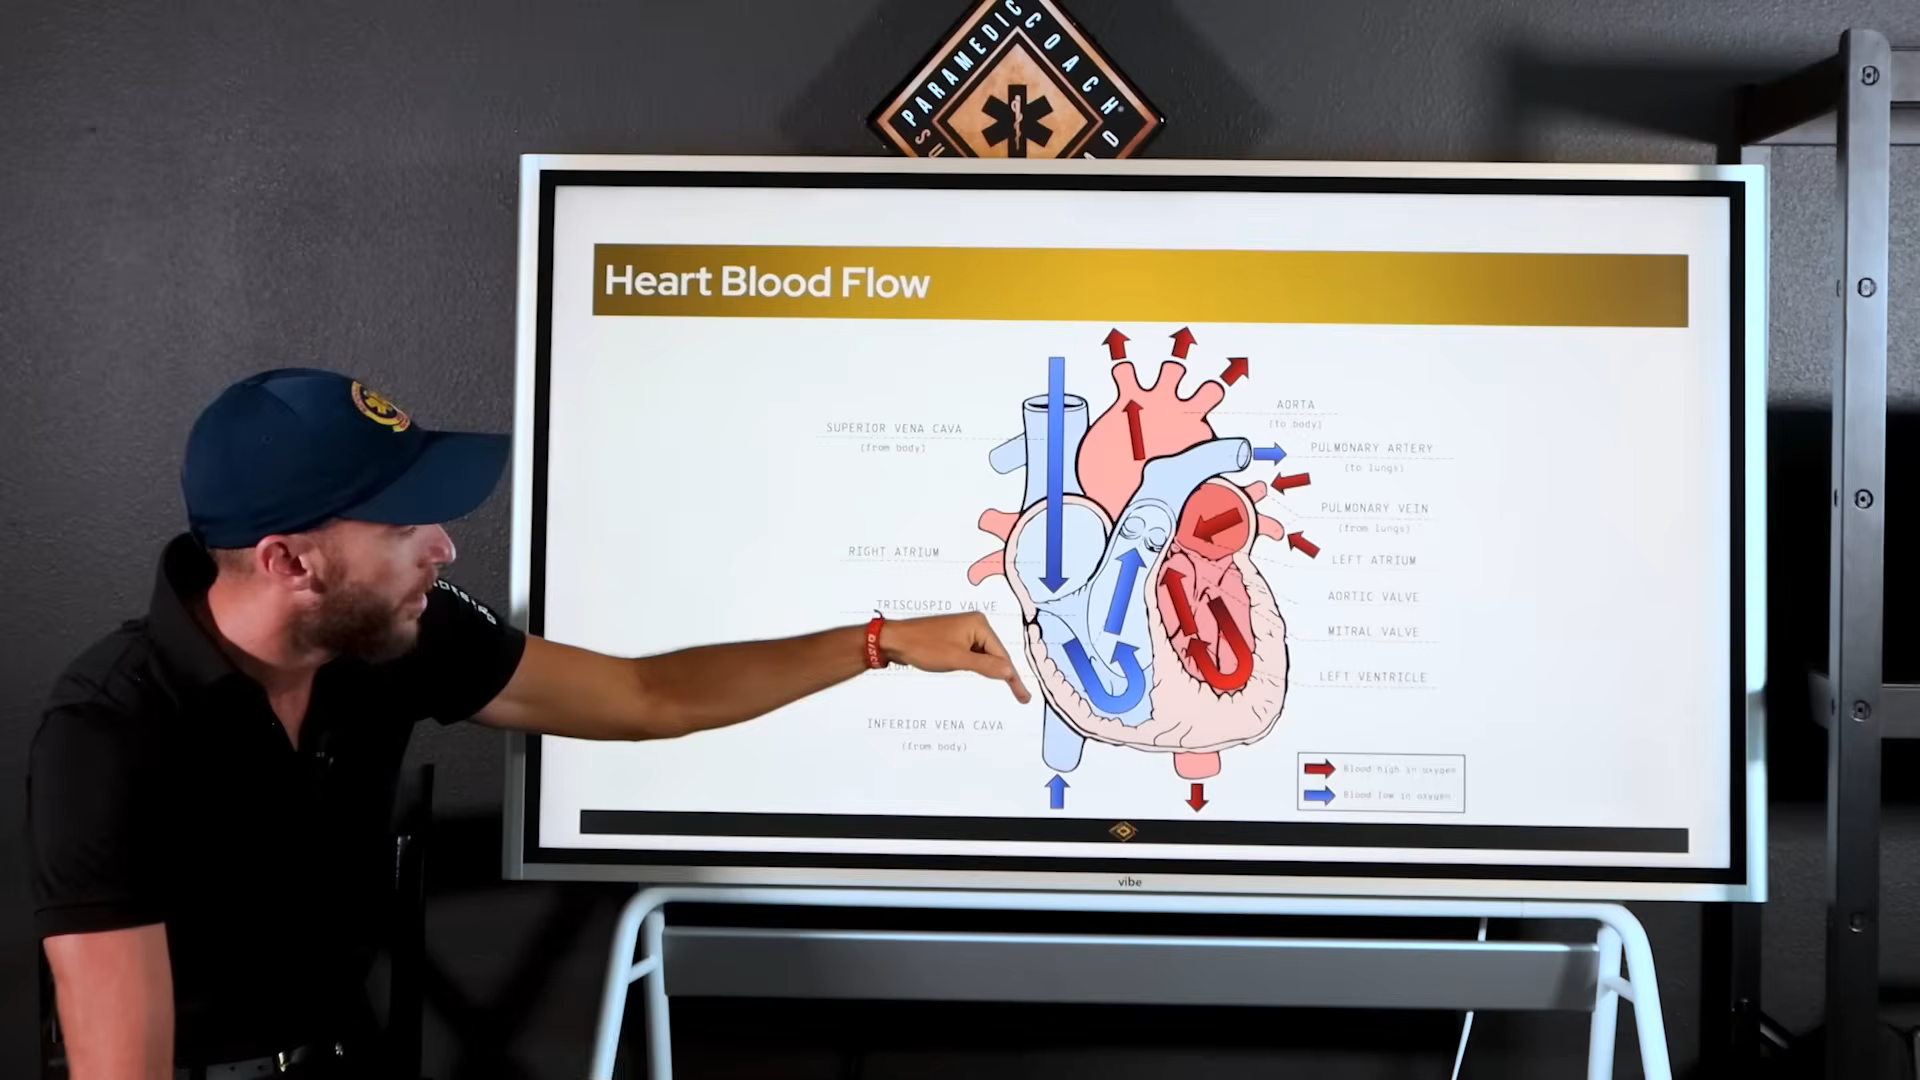 PARAMEDIC COACH
SU
Heart Blood Flow
SUPERIOR VENA CAVA
(from body)
RIGHT ATRIUM
TRISCUSPID VALVE
INFERIOR VENA CAVA
(from body)
AORTA
(to body)
PULMONARY ARTERY
(to lungs)
PULMONARY VEIN
(from lungs)
LEFT ATRIUM
AORTIC VALVE
MITRAL VALVE
LEFT VENTRICLE
Blood high in oxygen
Blood low in oxygen
vibe